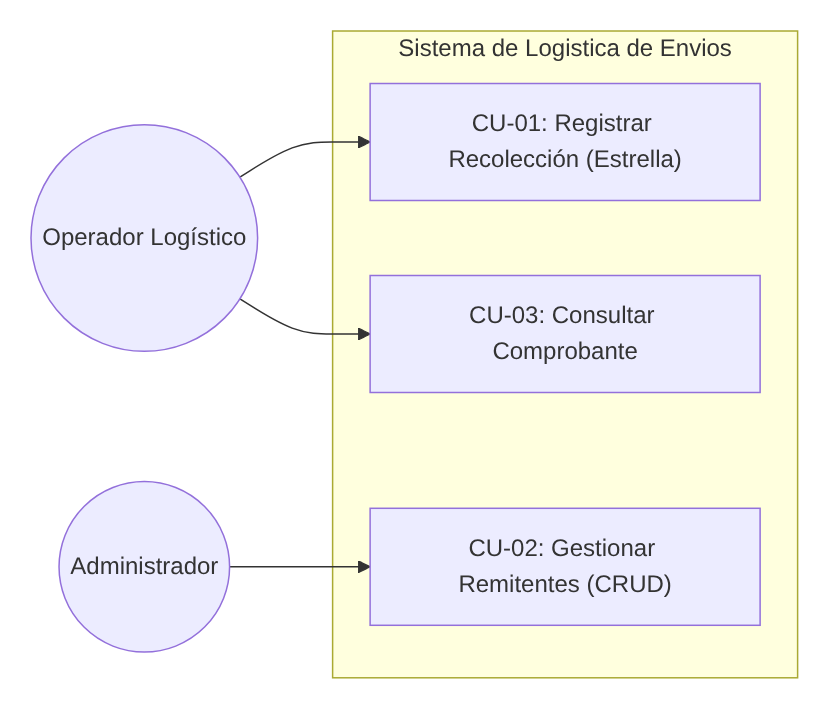 Sistema de Logistica de Envios
CU-01: Registrar
Recolección (Estrella)
Operador Logístico
CU-03: Consultar
Comprobante
CU-02: Gestionar
Remitentes (CRUD)
Administrador